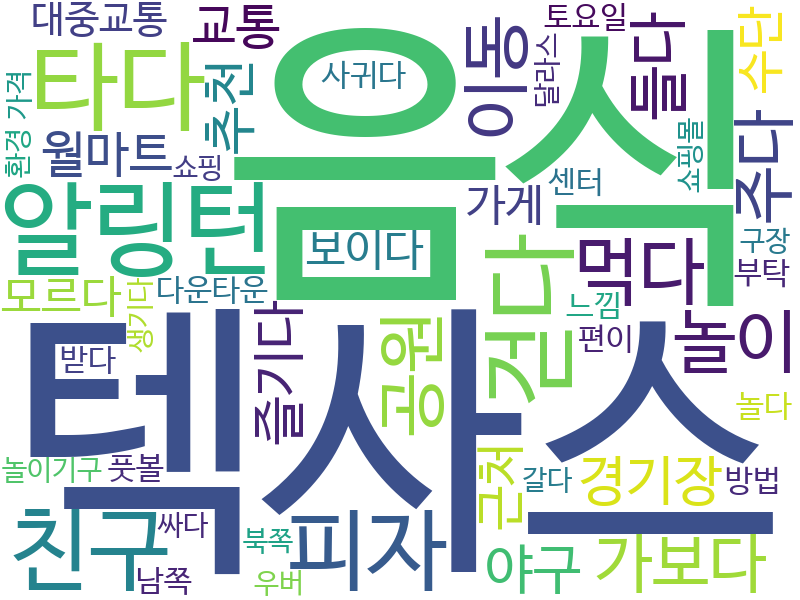 대중교통
교통
토요일
수단
타다
추천
음식
사귀다
이동
달라스
들다
환경
가격
월마트
쇼핑
쇼핑몰
주다
알링턴
가게
센터
보이다
구장
걷다
먹다
부탁
모르다
다운타운
생기다
느낌
편이
놀이
받다
즐기다
공원
텍사스
놀다
놀이기구
풋볼
근처
갈다
경기장
방법
친구
싸다
북쪽
피자
야구
가보다
남쪽
우버